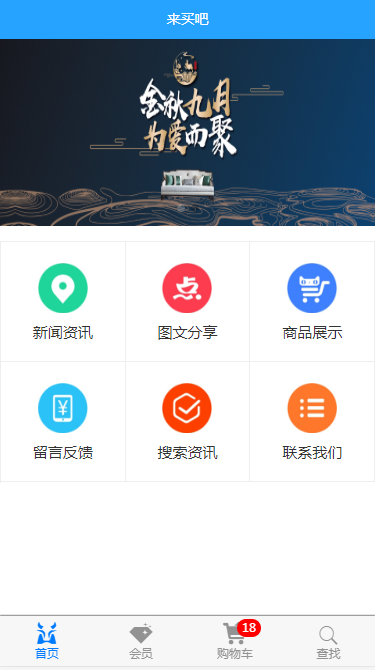 来买吧
金秋九月
为爱而聚
新闻资讯
图文分享
商品展示
留言反馈
搜索资讯
联系我们
18
首页
会员
购物车
查找